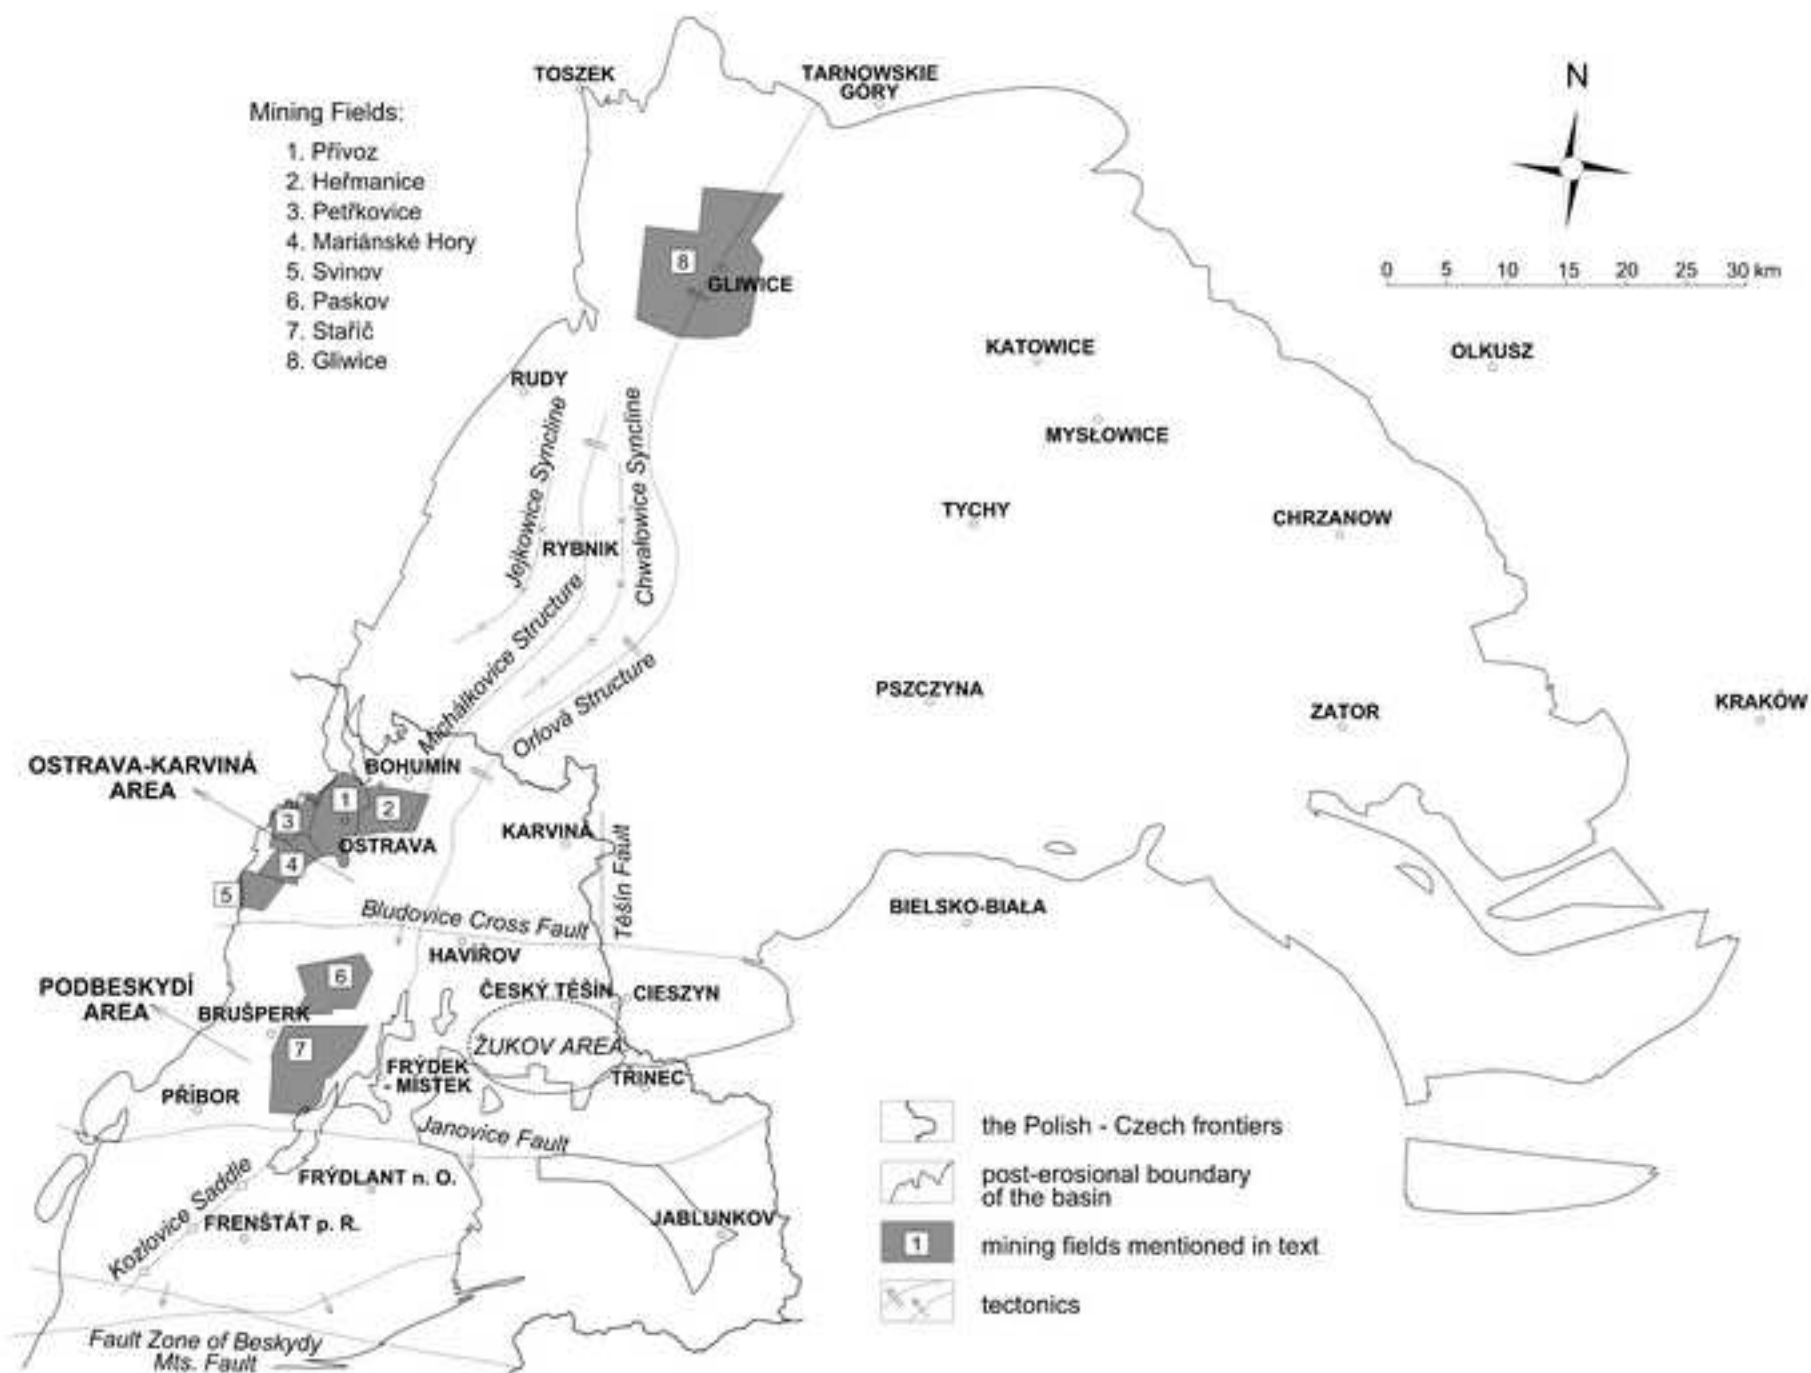 TOSZEK
TARNOWSKIE
GÓRY
N
Mining Fields:
1. Přívoz
2. Heřmanice
3. Petřkovice
4. Mariánské Hory
5. Svinov
6. Paskov
7. Staříč
8. Gliwice
8
GLIWICE
0 5 10 15 20 25 30 km
KATOWICE
OLKUSZ
RUDY
MYSŁOWICE
Jejkowice Syncline
Chwałowice Syncline
TYCHY
CHRZANOW
RYBNIK
Michálkovice Structure
Orlová Structure
PSZCZYNA
ZATOR
KRAKÓW
OSTRAVA-KARVINÁ
AREA
BOHUMÍN
1
2
3
4
5
OSTRAVA
KARVINÁ
Těšín Fault
Bludovice Cross Fault
BIELSKO-BIAŁA
HAVÍŘOV
PODBESKYDÍ
AREA
6
ČESKÝ TĚŠÍN
CIESZYN
BRUŠPERK
7
ŽUKOV AREA
FRÝDEK
- MÍSTEK
TŘINEC
PŘÍBOR
Janovice Fault
the Polish - Czech frontiers
Kozlovice Saddle
FRÝDLANT n. O.
post-erosional boundary
of the basin
FRENŠTÁT p. R.
JABLUNKOV
1
mining fields mentioned in text
tectonics
Fault Zone of Beskydy
Mts. Fault